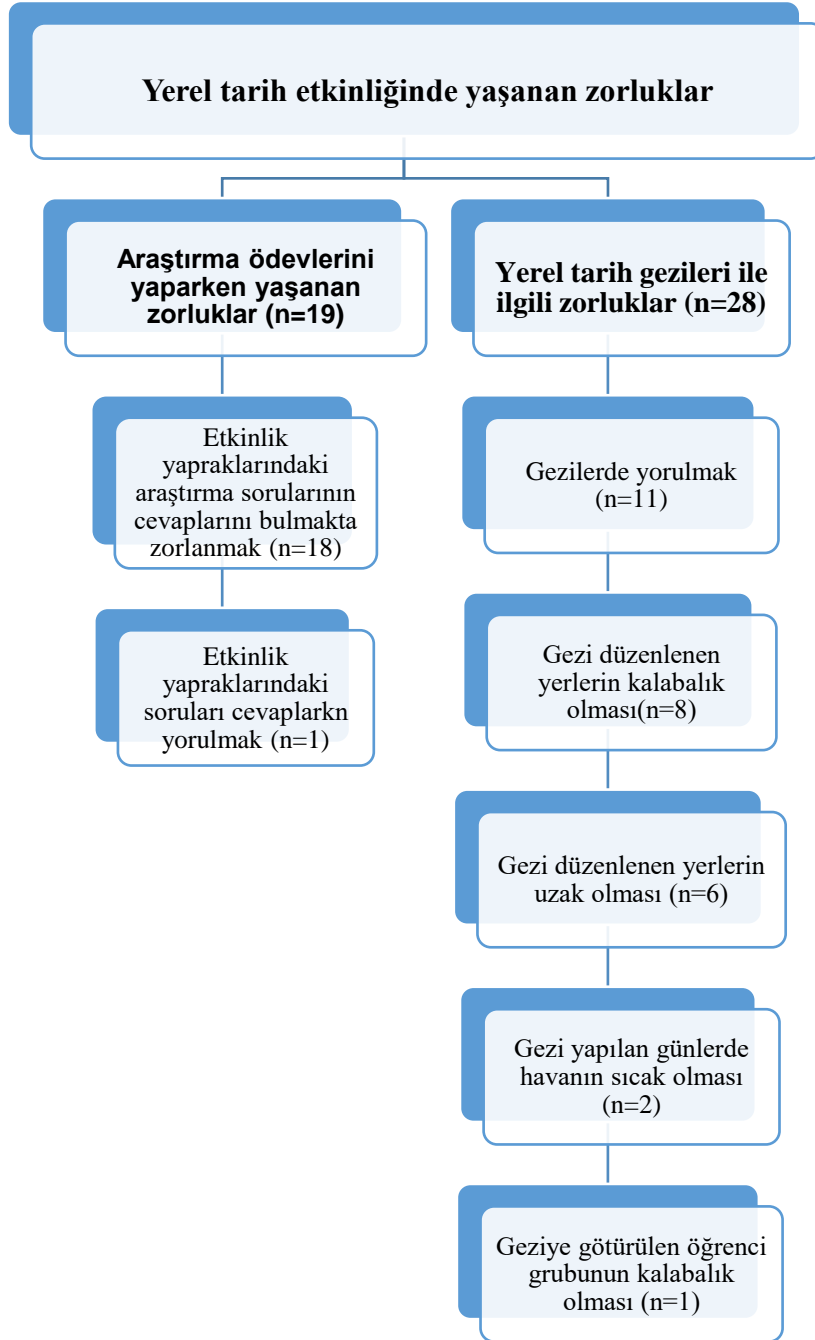 Yerel tarih etkinliğinde yaşanan zorluklar
Araştırma ödevlerini
yaparken yaşanan
zorluklar (n=19)
Etkinlik
yapraklarındaki
araştırma sorularının
cevaplarını bulmakta
zorlanmak (n=18)
Etkinlik
yapraklarındaki
soruları cevaplarkn
yorulmak (n=1)
Yerel tarih gezileri ile
ilgili zorluklar (n=28)
Gezilerde yorulmak
(n=11)
Gezi düzenlenen
yerlerin kalabalık
olması(n=8)
Gezi düzenlenen yerlerin
uzak olması (n=6)
Gezi yapılan günlerde
havanın sıcak olması
(n=2)
Geziye götürülen öğrenci
grubunun kalabalık
olması (n=1)